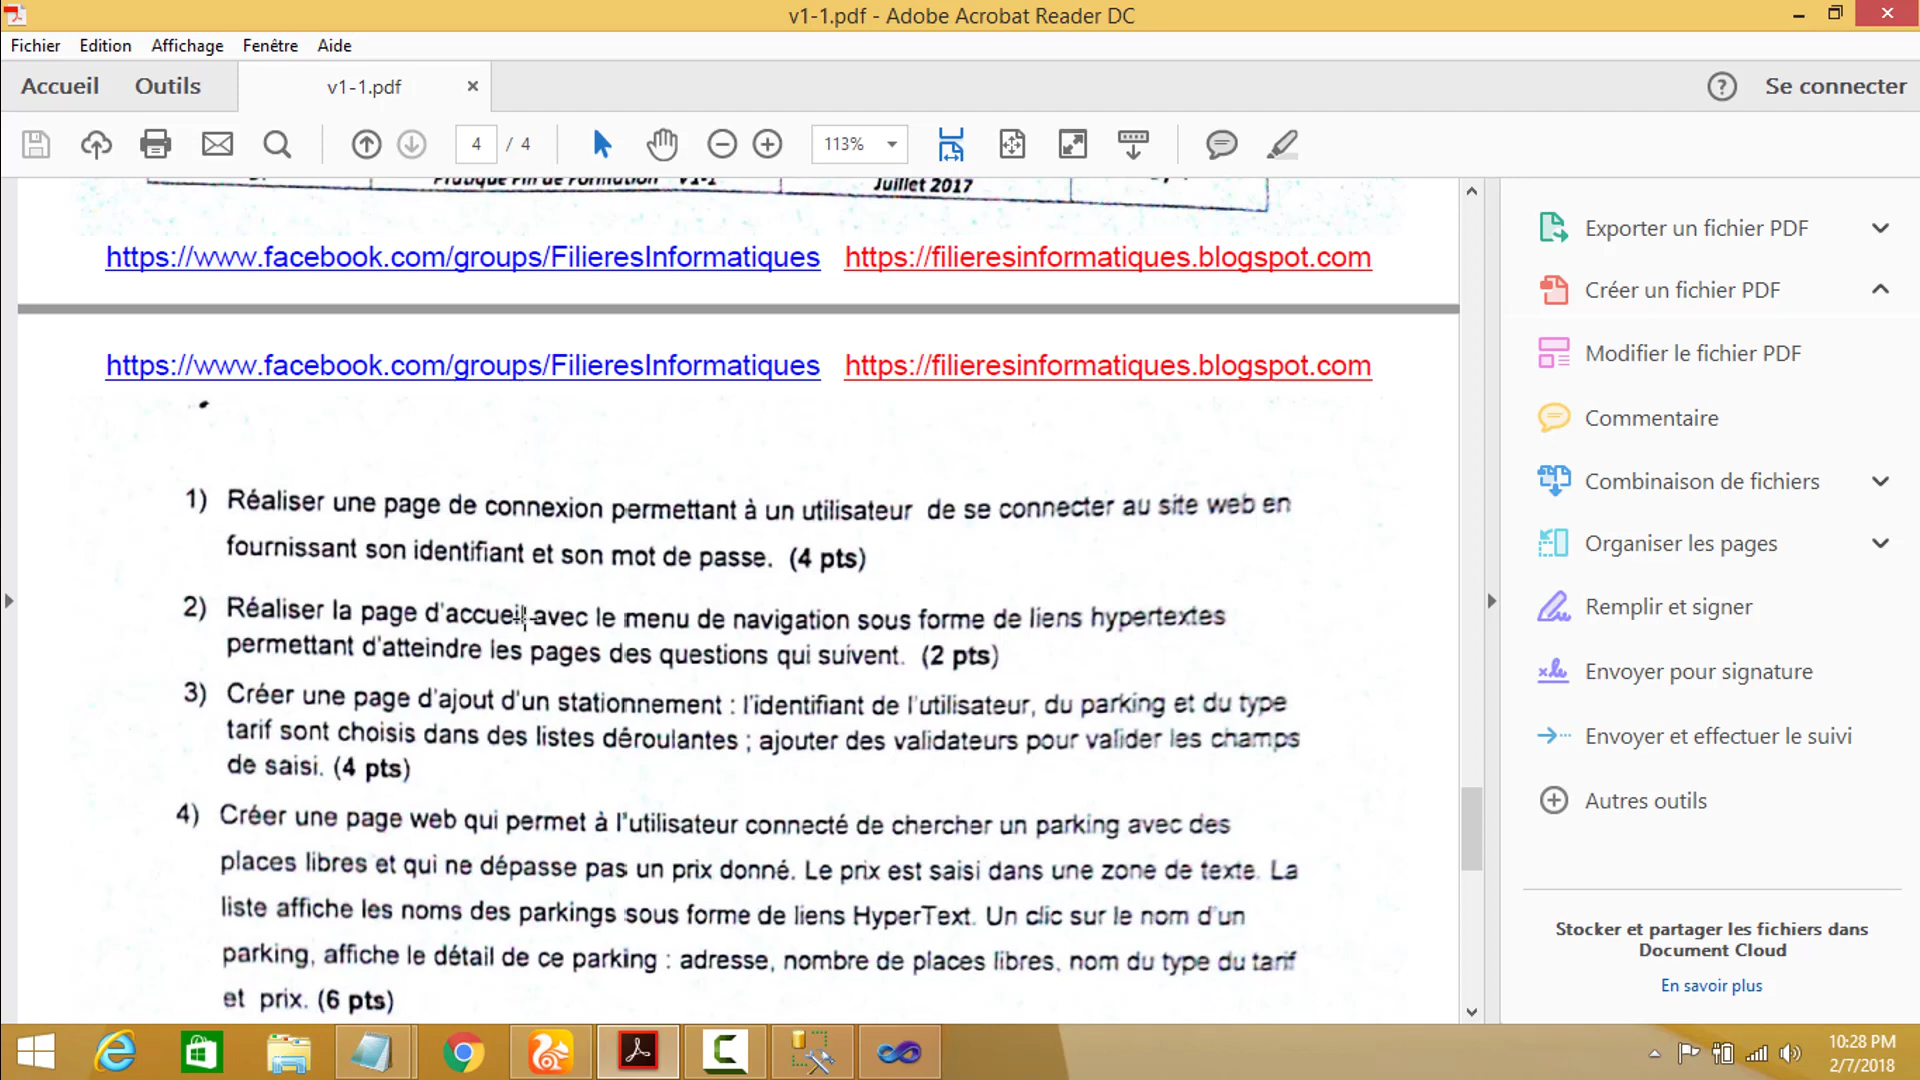 v1-1.pdf - Adobe Acrobat Reader DC
Fichier Edition Affichage Fenêtre Aide
Accueil Outils v1-1.pdf × Se connecter
4 / 4 113%
Pratique Fin de Formation V1-1
Juillet 2017
https://www.facebook.com/groups/FilieresInformatiques https://filieresinformatiques.blogspot.com
https://www.facebook.com/groups/FilieresInformatiques https://filieresinformatiques.blogspot.com
1) Réaliser une page de connexion permettant à un utilisateur de se connecter au site web en
fournissant son identifiant et son mot de passe. (4 pts)
2) Réaliser la page d'accueil avec le menu de navigation sous forme de liens hypertextes
permettant d'atteindre les pages des questions qui suivent. (2 pts)
3) Créer une page d'ajout d'un stationnement : l'identifiant de l'utilisateur, du parking et du type
tarif sont choisis dans des listes déroulantes ; ajouter des validateurs pour valider les champs
de saisi. (4 pts)
4) Créer une page web qui permet à l'utilisateur connecté de chercher un parking avec des
places libres et qui ne dépasse pas un prix donné. Le prix est saisi dans une zone de texte. La
liste affiche les noms des parkings sous forme de liens HyperText. Un clic sur le nom d'un
parking, affiche le détail de ce parking : adresse, nombre de places libres, nom du type du tarif
et prix. (6 pts)
Exporter un fichier PDF
Créer un fichier PDF
Modifier le fichier PDF
Commentaire
Combinaison de fichiers
Organiser les pages
Remplir et signer
Envoyer pour signature
Envoyer et effectuer le suivi
Autres outils
Stocker et partager les fichiers dans
Document Cloud
En savoir plus
10:28 PM
2/7/2018